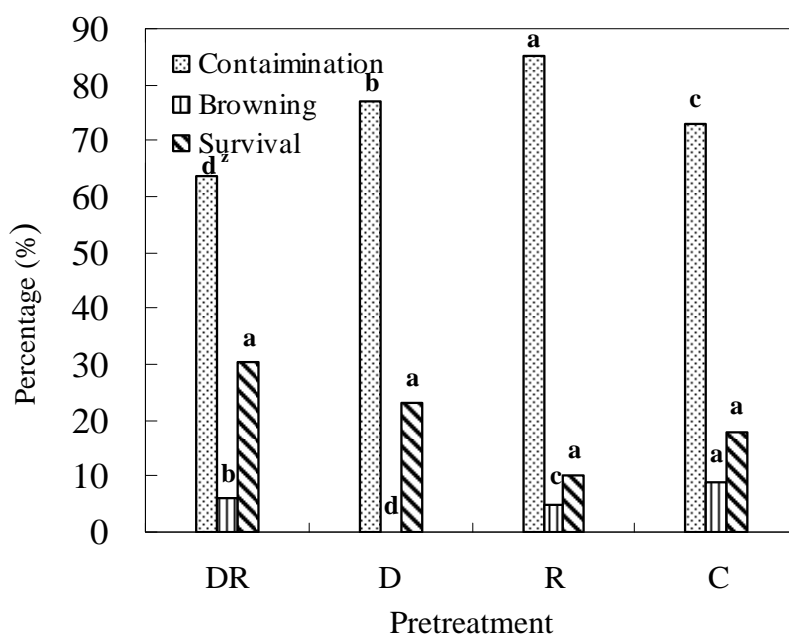 90
80
70
60
50
40
30
20
10
0
Percentage (%)
Contaimination
Browning
Survival
d z
b
a
b
d
a
a
c
a
c
a
a
DR D R C
Pretreatment